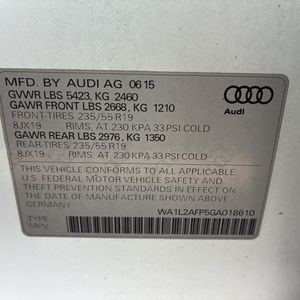 MFD. BY AUDI AG 06 15
GVWR LBS 5423, KG 2460
GAWR FRONT LBS 2668, KG 1210
FRONT-TIRES 235/55 R19
8JX19 RIMS, AT 230 KPA 33 PSI COLD
GAWR REAR LBS 2976, KG 1350
REAR-TIRES 235/55 R19
8JX19 RIMS, AT 230 KPA 33 PSI COLD
THIS VEHICLE CONFORMS TO ALL APPLICABLE
U.S. FEDERAL MOTOR VEHICLE SAFETY AND
THEFT PREVENTION STANDARDS IN EFFECT ON
THE DATE OF MANUFACTURE SHOWN ABOVE.
GERMANY WA1L2AFP5GA018610
TYPE:
MPV
Audi